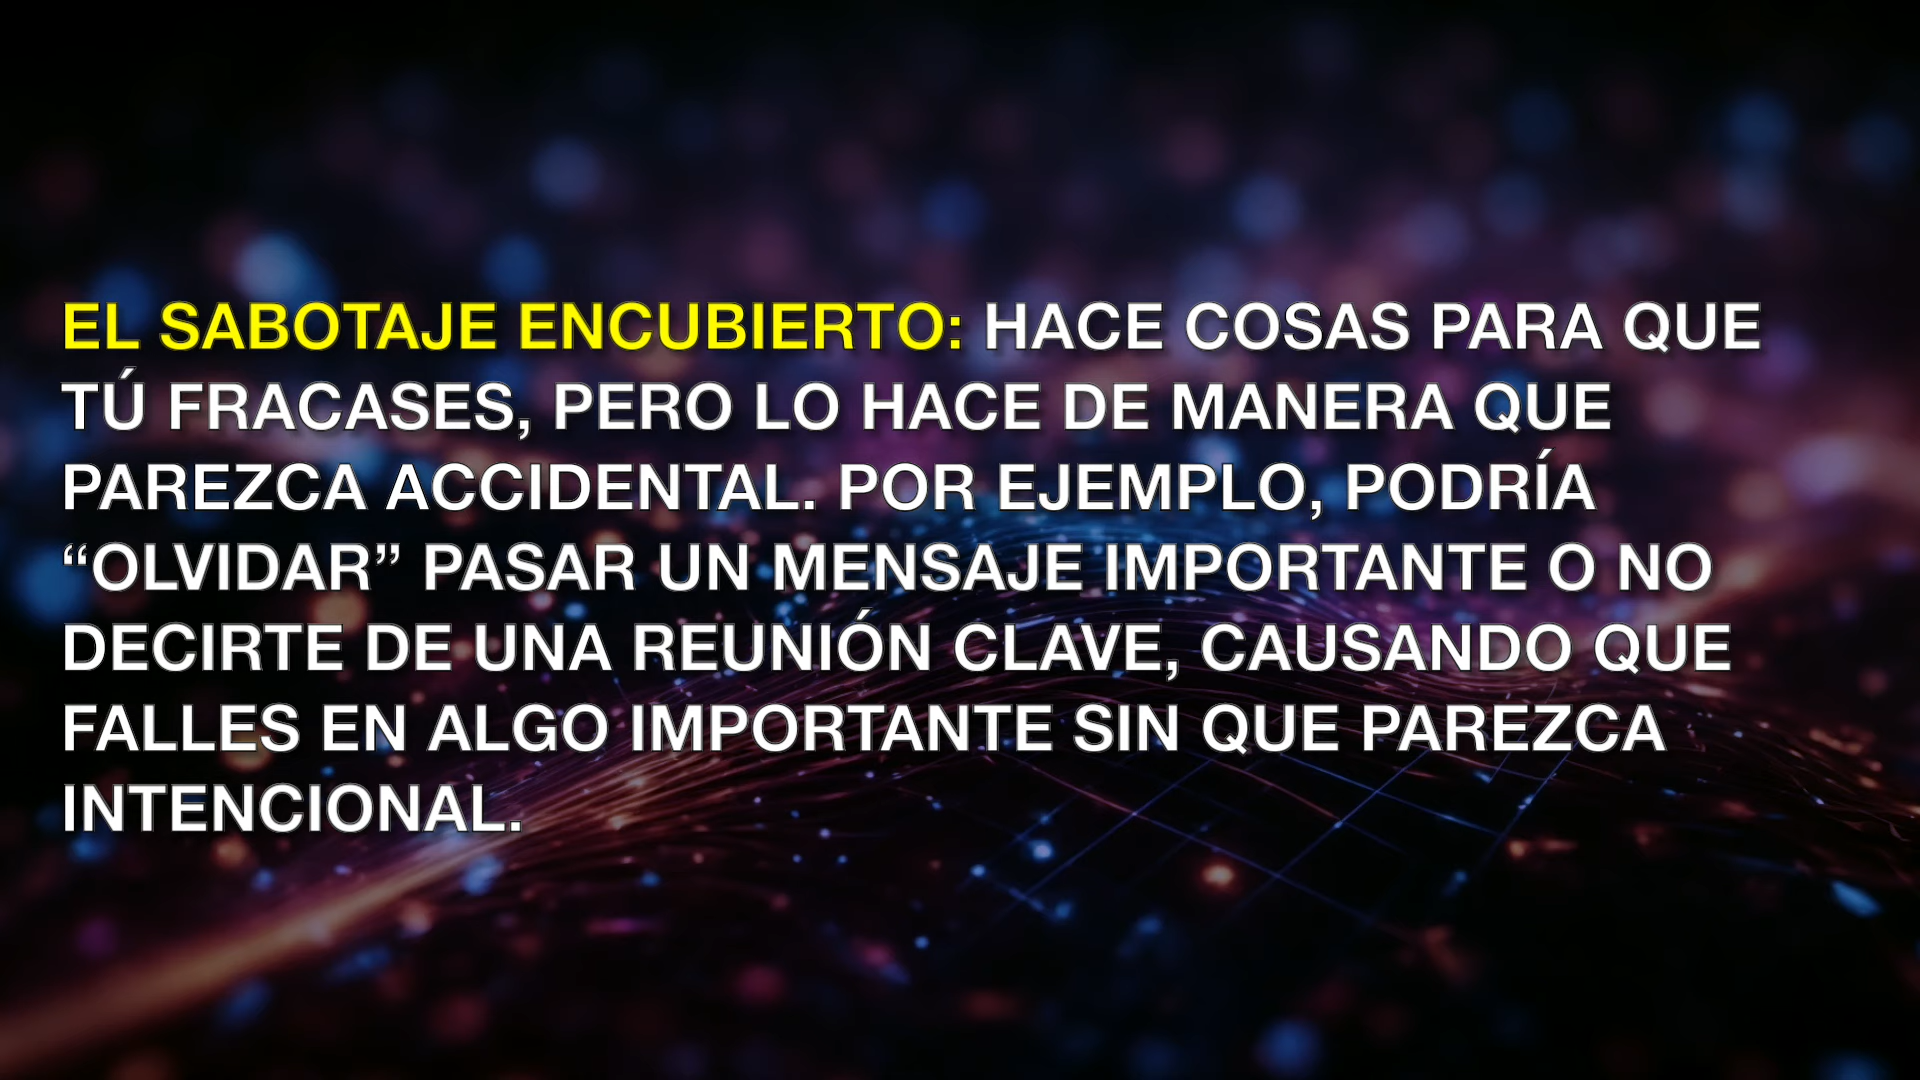 EL SABOTAJE ENCUBIERTO: HACE COSAS PARA QUE
TÚ FRACASES, PERO LO HACE DE MANERA QUE
PAREZCA ACCIDENTAL. POR EJEMPLO, PODRÍA
“OLVIDAR” PASAR UN MENSAJE IMPORTANTE O NO
DECIRTE DE UNA REUNIÓN CLAVE, CAUSANDO QUE
FALLES EN ALGO IMPORTANTE SIN QUE PAREZCA
INTENCIONAL.